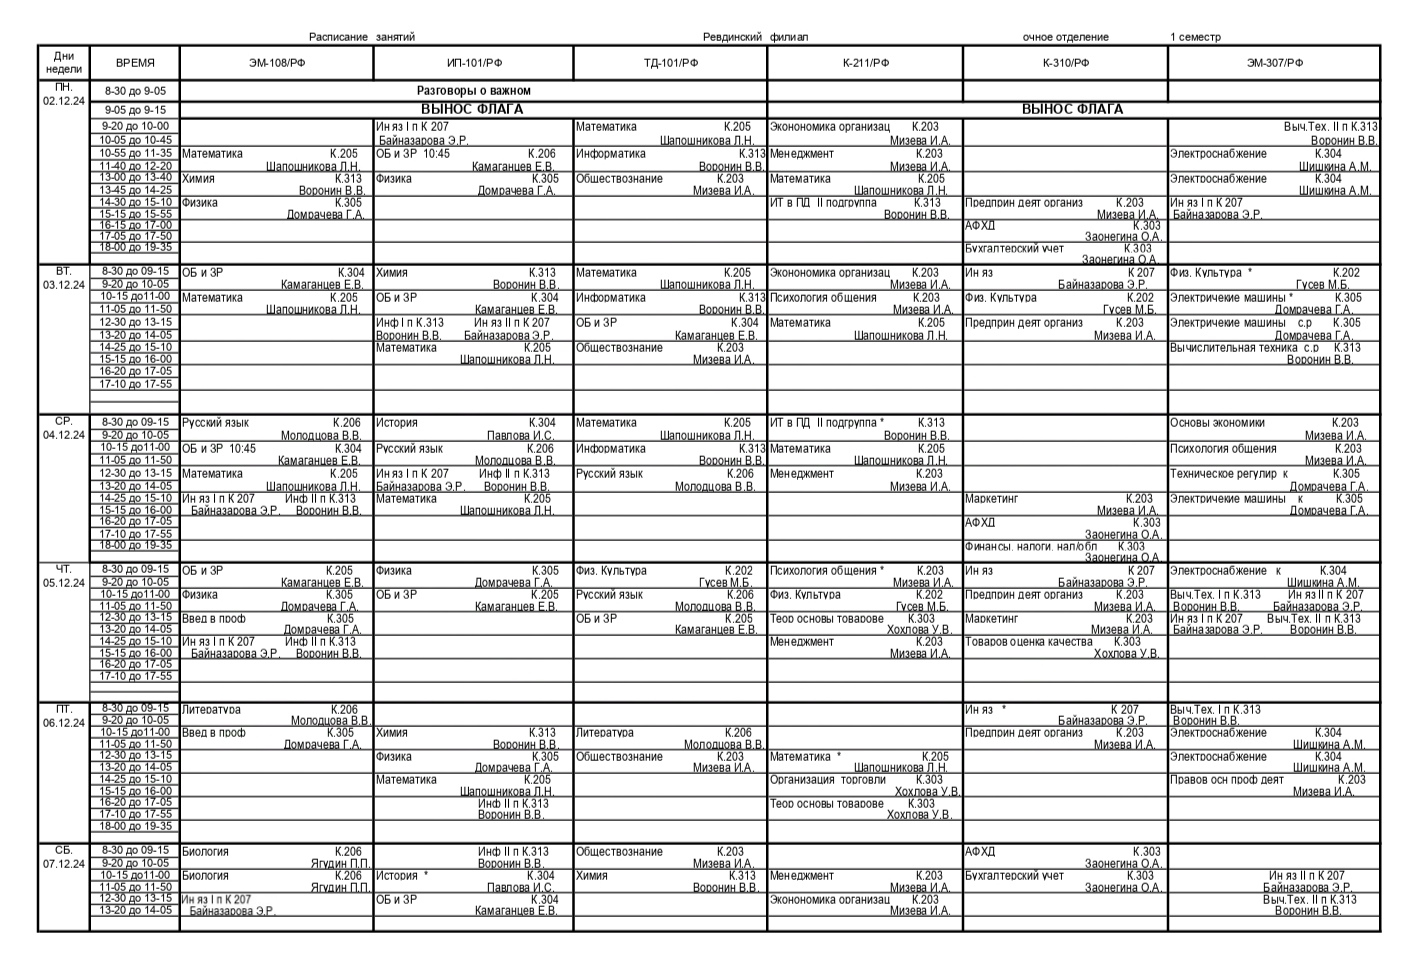 Расписание занятий Ревдинский филиал очное отделение 1 семестр
Дни недели ВРЕМЯ ЭМ-108/РФ ИП-101/РФ ТД-101/РФ К-211/РФ К-310/РФ ЭМ-307/РФ
ПН. 8-30 до 9-05 Разговоры о важном
02.12.24
9-05 до 9-15 ВЫНОС ФЛАГА ВЫНОС ФЛАГА
9-20 до 10-00 Ин яз I п К 207 Математика К.205 Эконономика организац К.203 Выч.Тех. II п К.313
10-05 до 10-45 Байназарова Э.Р. Шапошникова Л.Н. Мизева И.А. Воронин В.В.
10-55 до 11-35 Математика К.205 ОБ и ЗР 10:45 К.206 Информатика К.313 Менеджмент К.203 Электроснабжение К.304
11-40 до 12-20 Шапошникова Л.Н. Камаганцев Е.В. Воронин В.В. Мизева И.А. Шишкина А.М.
13-00 до 13-40 Химия К.313 Физика К.305 Обществознание К.203 Математика К.205 Электроснабжение К.304
13-45 до 14-25 Воронин В.В. Домрачева Г.А. Мизева И.А. Шапошникова Л.Н. Шишкина А.М.
14-30 до 15-10 Физика К.305 ИТ в ПД II подгруппа К.313 Предприн деят организ К.203 Ин яз I п К 207
15-15 до 15-55 Домрачева Г.А. Воронин В.В. Мизева И.А. Байназарова Э.Р.
16-15 до 17-00 АФХД К.303
17-05 до 17-50 Заонегина О.А.
18-00 до 19-35 Бухгалтерский учет К.303
Заонегина О.А.
ВТ. 8-30 до 09-15 ОБ и ЗР К.304 Химия К.313 Математика К.205 Эконономика организац К.203 Ин яз К 207 Физ. Культура * К.202
03.12.24 9-20 до 10-05 Камаганцев Е.В. Воронин В.В. Шапошникова Л.Н. Мизева И.А. Байназарова Э.Р. Гусев М.Б.
10-15 до11-00 Математика К.205 ОБ и ЗР К.304 Информатика К.313 Психология общения К.203 Физ. Культура К.202 Электричекие машины * К.305
11-05 до 11-50 Шапошникова Л.Н. Камаганцев Е.В. Воронин В.В. Мизева И.А. Гусев М.Б. Домрачева Г.А.
12-30 до 13-15 Инф I п К.313 Ин яз II п К 207 ОБ и ЗР К.304 Математика К.205 Предприн деят организ К.203 Электричекие машины с.р К.305
13-20 до 14-05 Воронин В.В. Байназарова Э.Р. Камаганцев Е.В. Шапошникова Л.Н. Мизева И.А. Домрачева Г.А.
14-25 до 15-10 Математика К.205 Обществознание К.203 Вычислительная техника с.р К.313
15-15 до 16-00 Шапошникова Л.Н. Мизева И.А. Воронин В.В.
16-20 до 17-05
17-10 до 17-55
СР. 8-30 до 09-15 Русский язык К.206 История К.304 Математика К.205 ИТ в ПД II подгруппа * К.313 Основы экономики К.203
04.12.24 9-20 до 10-05 Молодцова В.В. Павлова И.С. Шапошникова Л.Н. Воронин В.В. Мизева И.А.
10-15 до11-00 ОБ и ЗР 10:45 К.304 Русский язык К.206 Информатика К.313 Математика К.205 Психология общения К.203
11-05 до 11-50 Камаганцев Е.В. Молодцова В.В. Воронин В.В. Шапошникова Л.Н. Мизева И.А.
12-30 до 13-15 Математика К.205 Ин яз I п К 207 Инф II п К.313 Русский язык К.206 Менеджмент К.203 Техническое регулир к К.305
13-20 до 14-05 Шапошникова Л.Н. Байназарова Э.Р. Воронин В.В. Молодцова В.В. Мизева И.А. Домрачева Г.А.
14-25 до 15-10 Ин яз I п К 207 Инф II п К.313 Математика К.205 Маркетинг К.203 Электричекие машины к К.305
15-15 до 16-00 Байназарова Э.Р. Воронин В.В. Шапошникова Л.Н. Мизева И.А. Домрачева Г.А.
16-20 до 17-05 АФХД К.303
17-10 до 17-55 Заонегина О.А.
18-00 до 19-35 Финансы. налоги. нал/обл К.303
Заонегина О.А.
ЧТ. 8-30 до 09-15 ОБ и ЗР К.205 Физика К.305 Физ. Культура К.202 Психология общения * К.203 Ин яз К 207 Электроснабжение к К.304
05.12.24 9-20 до 10-05 Камаганцев Е.В. Домрачева Г.А. Гусев М.Б. Мизева И.А. Байназарова Э.Р. Шишкина А.М.
10-15 до11-00 Физика К.305 ОБ и ЗР К.205 Русский язык К.206 Физ. Культура К.202 Предприн деят организ К.203 Выч.Тех. I п К.313 Ин яз II п К 207
11-05 до 11-50 Домрачева Г.А. Камаганцев Е.В. Молодцова В.В. Гусев М.Б. Мизева И.А. Воронин В.В. Байназарова Э.Р.
12-30 до 13-15 Введ в проф К.305 ОБ и ЗР К.205 Теор основы товарове К.303 Маркетинг К.203 Ин яз I п К 207 Выч.Тех. II п К.313
13-20 до 14-05 Домрачева Г.А. Камаганцев Е.В. Хохлова У.В. Мизева И.А. Байназарова Э.Р. Воронин В.В.
14-25 до 15-10 Ин яз I п К 207 Инф II п К.313 Менеджмент К.203 Товаров оценка качества К.303
15-15 до 16-00 Байназарова Э.Р. Воронин В.В. Мизева И.А. Хохлова У.В.
16-20 до 17-05
17-10 до 17-55
ПТ. 8-30 до 09-15 Литература К.206 Ин яз * К 207 Выч.Тех. I п К.313
06.12.24 9-20 до 10-05 Молодцова В.В. Байназарова Э.Р. Воронин В.В.
10-15 до11-00 Введ в проф К.305 Химия К.313 Литература К.206 Предприн деят организ К.203 Электроснабжение К.304
11-05 до 11-50 Домрачева Г.А. Воронин В.В. Молодцова В.В. Мизева И.А. Шишкина А.М.
12-30 до 13-15 Физика К.305 Обществознание К.203 Математика * К.205 Электроснабжение К.304
13-20 до 14-05 Домрачева Г.А. Мизева И.А. Шапошникова Л.Н. Шишкина А.М.
14-25 до 15-10 Математика К.205 Организация торговли К.303 Правов осн проф деят К.203
15-15 до 16-00 Шапошникова Л.Н. Хохлова У.В. Мизева И.А.
16-20 до 17-05 Инф II п К.313 Теор основы товарове К.303
17-10 до 17-55 Воронин В.В. Хохлова У.В.
18-00 до 19-35
СБ. 8-30 до 09-15 Биология К.206 Инф II п К.313 Обществознание К.203 АФХД К.303
07.12.24 9-20 до 10-05 Ягудин П.П. Воронин В.В. Мизева И.А. Заонегина О.А.
10-15 до11-00 Биология К.206 История * К.304 Химия К.313 Менеджмент К.203 Бухгалтерский учет К.303 Ин яз II п К 207
11-05 до 11-50 Ягудин П.П. Павлова И.С. Воронин В.В. Мизева И.А. Заонегина О.А. Байназарова Э.Р.
12-30 до 13-15 Ин яз I п К 207 ОБ и ЗР К.304 Эконономика организац К.203 Выч.Тех. II п К.313
13-20 до 14-05 Байназарова Э.Р. Камаганцев Е.В. Мизева И.А. Воронин В.В.